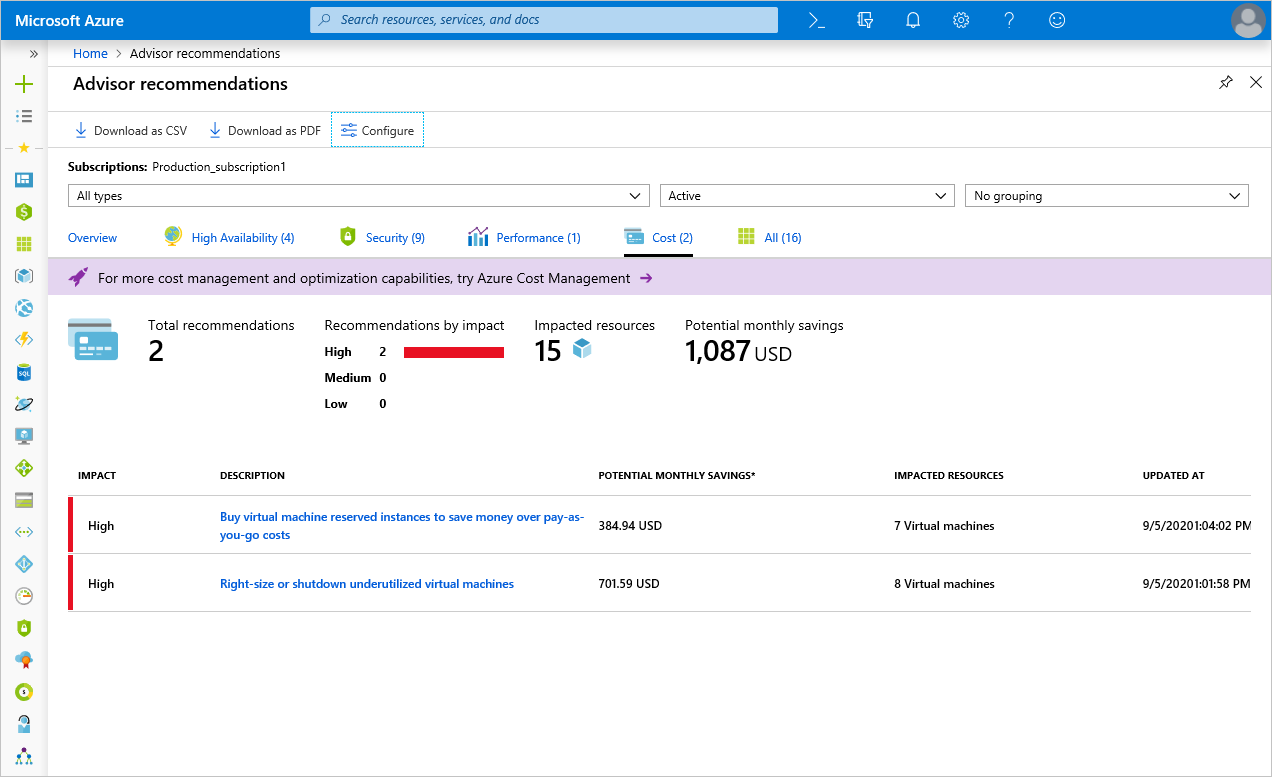 Microsoft Azure
Search resources, services, and docs
Home > Advisor recommendations
Advisor recommendations
Download as CSV Download as PDF Configure
Subscriptions: Production_subscription1
All types Active No grouping
Overview High Availability (4) Security (9) Performance (1) Cost (2) All (16)
For more cost management and optimization capabilities, try Azure Cost Management →
Total recommendations Recommendations by impact Impacted resources Potential monthly savings
2 15 1,087 USD
High 2
Medium 0
Low 0
IMPACT DESCRIPTION POTENTIAL MONTHLY SAVINGS* IMPACTED RESOURCES UPDATED AT
High Buy virtual machine reserved instances to save money over pay-as- 384.94 USD 7 Virtual machines 9/5/20201:04:02 PM
you-go costs
High Right-size or shutdown underutilized virtual machines 701.59 USD 8 Virtual machines 9/5/20201:01:58 PM